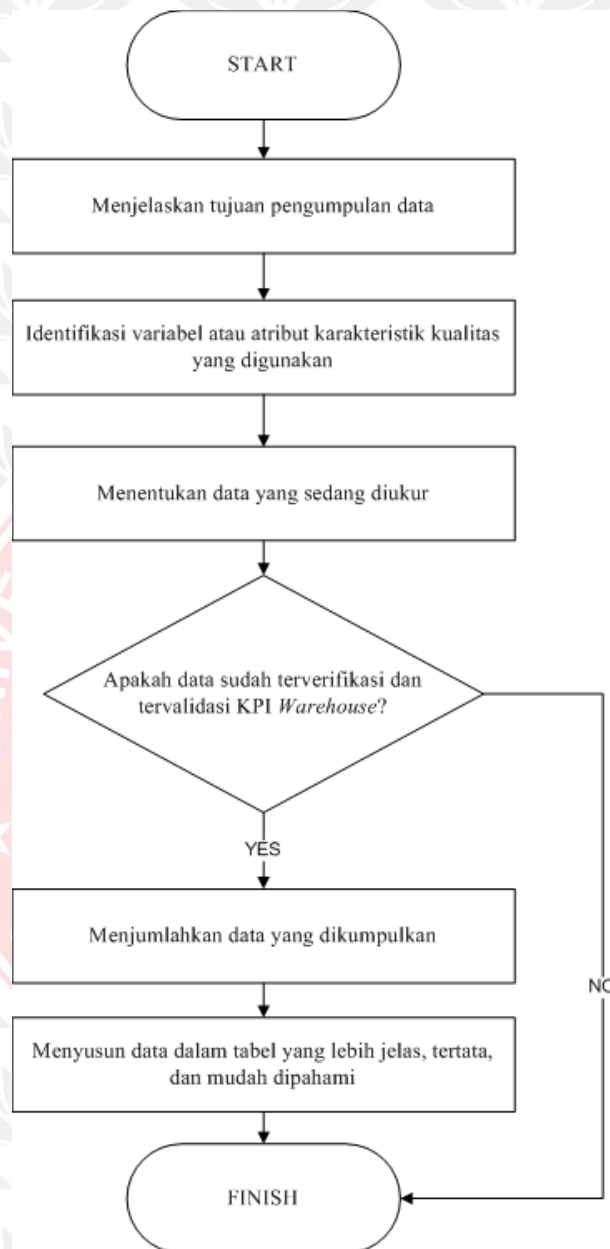 START
Menjelaskan tujuan pengumpulan data
Identifikasi variabel atau atribut karakteristik kualitas
yang digunakan
Menentukan data yang sedang diukur
Apakah data sudah terverifikasi dan
tervalidasi KPI Warehouse?
YES
Menjumlahkan data yang dikumpulkan
NO
Menyusun data dalam tabel yang lebih jelas, tertata,
dan mudah dipahami
FINISH